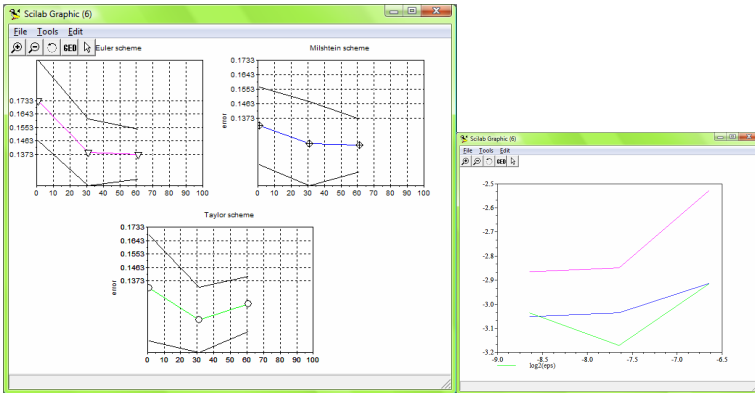 Scilab Graphic (6)
File Tools Edit
GED
Euler scheme
0.1733
0.1643
0.1553
0.1463
0.1373
0 10 20 30 40 50 60 70 80 90 100
Milshtein scheme
error
0.1733
0.1643
0.1553
0.1463
0.1373
0 10 20 30 40 50 60 70 80 90 100
Taylor scheme
error
0.1733
0.1643
0.1553
0.1463
0.1373
0 10 20 30 40 50 60 70 80 90 100
Scilab Graphic (6)
File Tools Edit
GED
-2.5
-2.6
-2.7
-2.8
-2.9
-3.0
-3.1
-3.2
-9.0 -8.5 -8.0 -7.5 -7.0 -6.5
log2(eps)